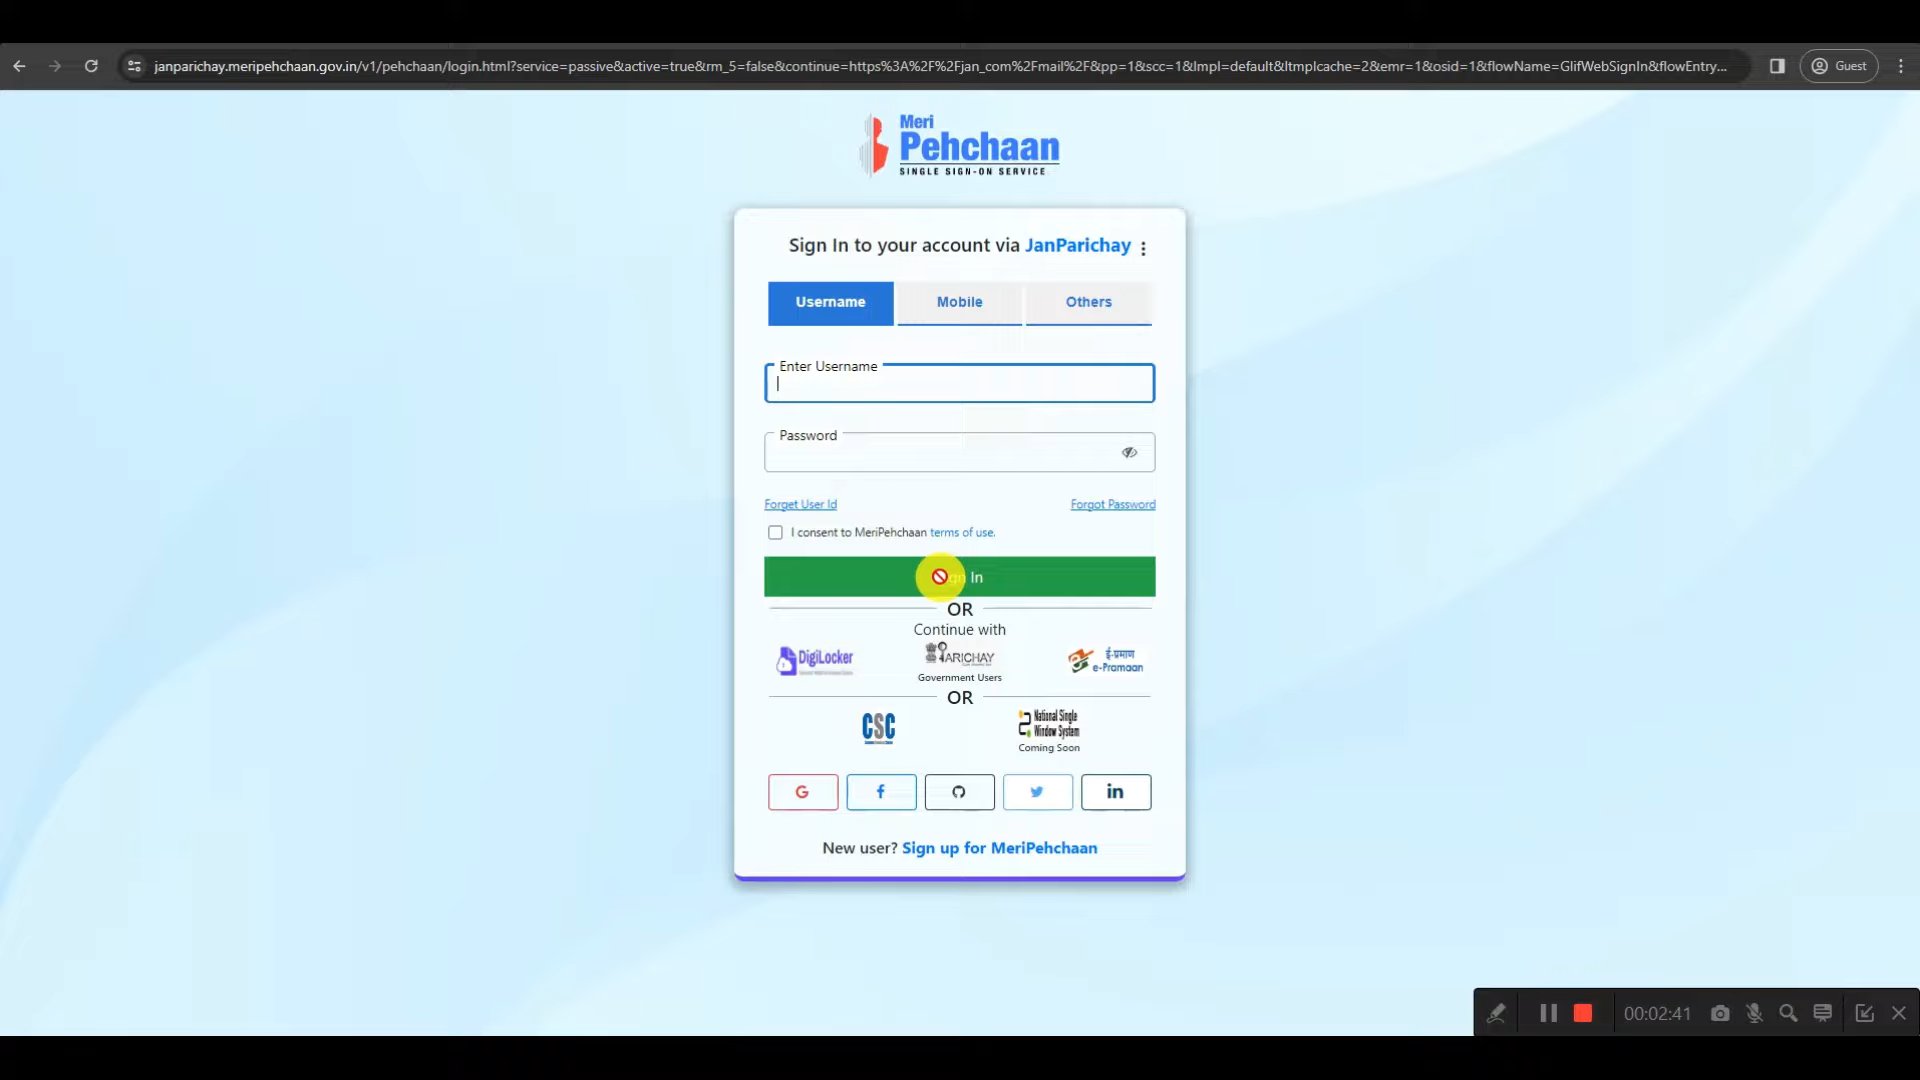 janparichay.meripehchaan.gov.in/v1/pehchaan/login.html?service=passive&active=true&rm_5=false&continue=https%3A%2F%2Fjan_com%2Fmail%2F&pp=1&scc=1&lmpl=default&ltmplcache=2&emr=1&osid=1&flowName=GlifWebSignIn&flowEntry...
Guest
Meri
Pehchaan
SINGLE SIGN-ON SERVICE
Sign In to your account via JanParichay
Username Mobile Others
Enter Username
Password
Forget User Id Forgot Password
I consent to MeriPehchaan terms of use.
In
OR
Continue with
DigiLocker
ARICHAY
Government Users
ई-प्रमाण
e-Pramaan
OR
CSC
National Single
Window System
Coming Soon
G f in
New user? Sign up for MeriPehchaan
00:02:41